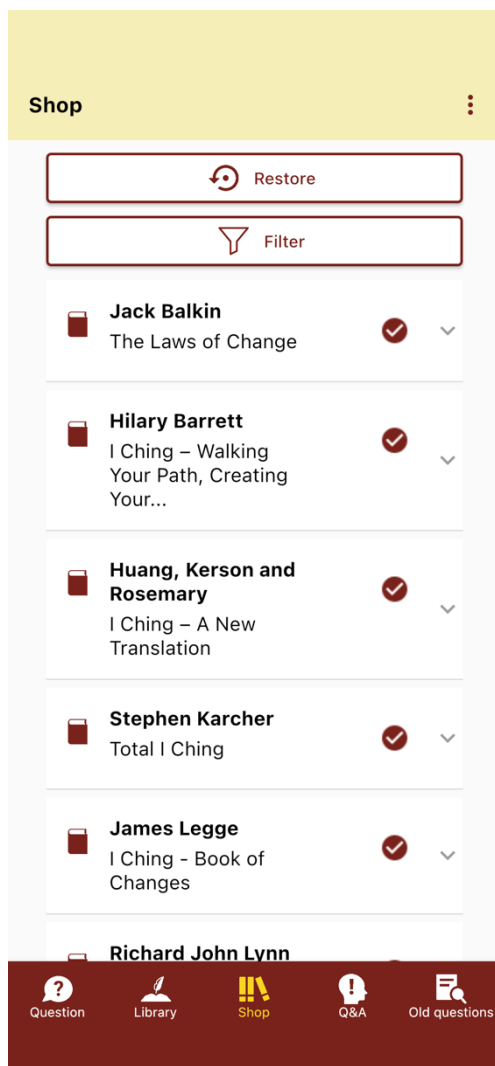 Shop
Restore
Filter
Jack Balkin
The Laws of Change
Hilary Barrett
I Ching – Walking
Your Path, Creating
Your...
Huang, Kerson and
Rosemary
I Ching – A New
Translation
Stephen Karcher
Total I Ching
James Legge
I Ching - Book of
Changes
Richard John Lynn
Question
Library
Shop
Q&A
Old questions